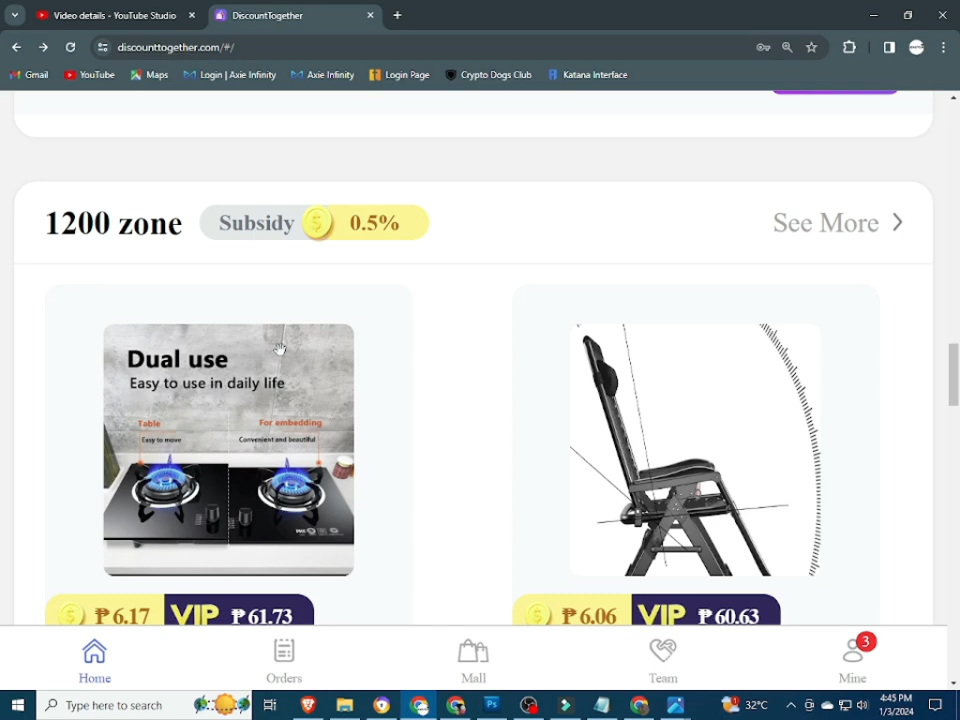 Video details - YouTube Studio
DiscountTogether
discounttogether.com/#/
Gmail
YouTube
Maps
Login | Axie Infinity
Axie Infinity
Login Page
Crypto Dogs Club
Katana Interface
1200 zone
Subsidy
$
0.5%
See More
Dual use
Easy to use in daily life
Table
For embedding
Easy to move
Convenient and beautiful
₱6.17
VIP
₱61.73
₱6.06
VIP
₱60.63
3
Home
Orders
Mall
Team
Mine
Type here to search
Ps
32°C
4:45 PM
1/3/2024